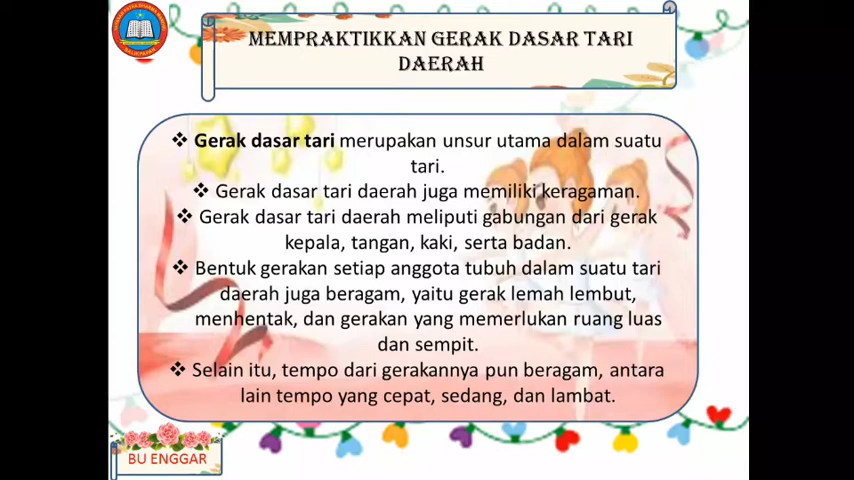 MEMPRAKTIKKAN GERAK DASAR TARI
DAERAH
❖ Gerak dasar tari merupakan unsur utama dalam suatu
tari.
❖ Gerak dasar tari daerah juga memiliki keragaman.
❖ Gerak dasar tari daerah meliputi gabungan dari gerak
kepala, tangan, kaki, serta badan.
❖ Bentuk gerakan setiap anggota tubuh dalam suatu tari
daerah juga beragam, yaitu gerak lemah lembut,
menhentak, dan gerakan yang memerlukan ruang luas
dan sempit.
❖ Selain itu, tempo dari gerakannya pun beragam, antara
lain tempo yang cepat, sedang, dan lambat.
BU ENGGAR